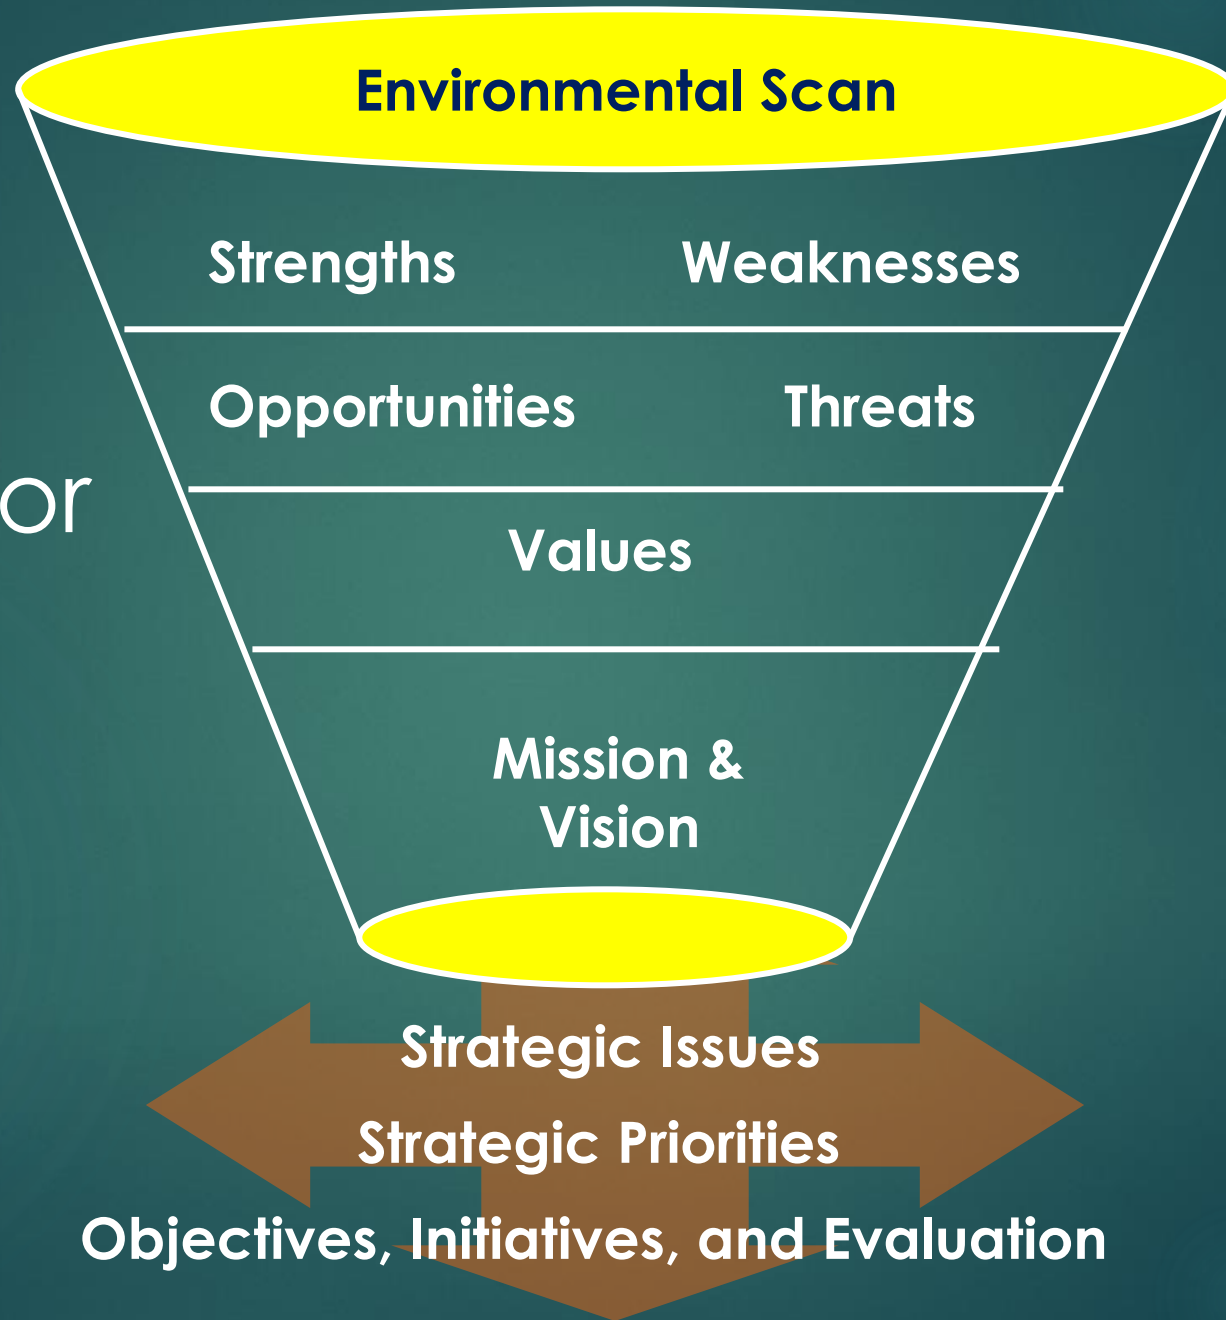 Environmental Scan
Strengths Weaknesses
Opportunities Threats
or
Values
Mission &
Vision
Strategic Issues
Strategic Priorities
Objectives, Initiatives, and Evaluation